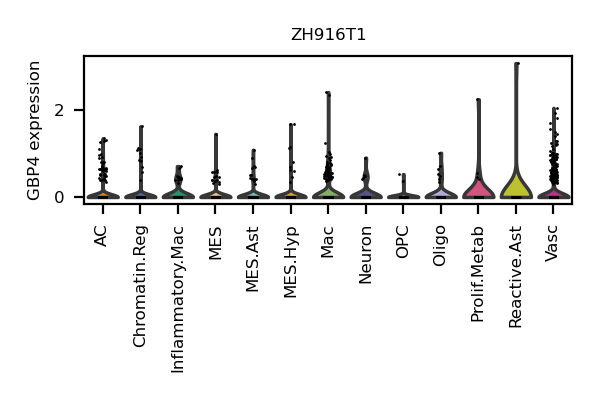 ZH916T1
GBP4 expression
2
0
AC
Chromatin.Reg
Inflammatory.Mac
MES
MES.Ast
MES.Hyp
Mac
Neuron
OPC
Oligo
Prolif.Metab
Reactive.Ast
Vasc